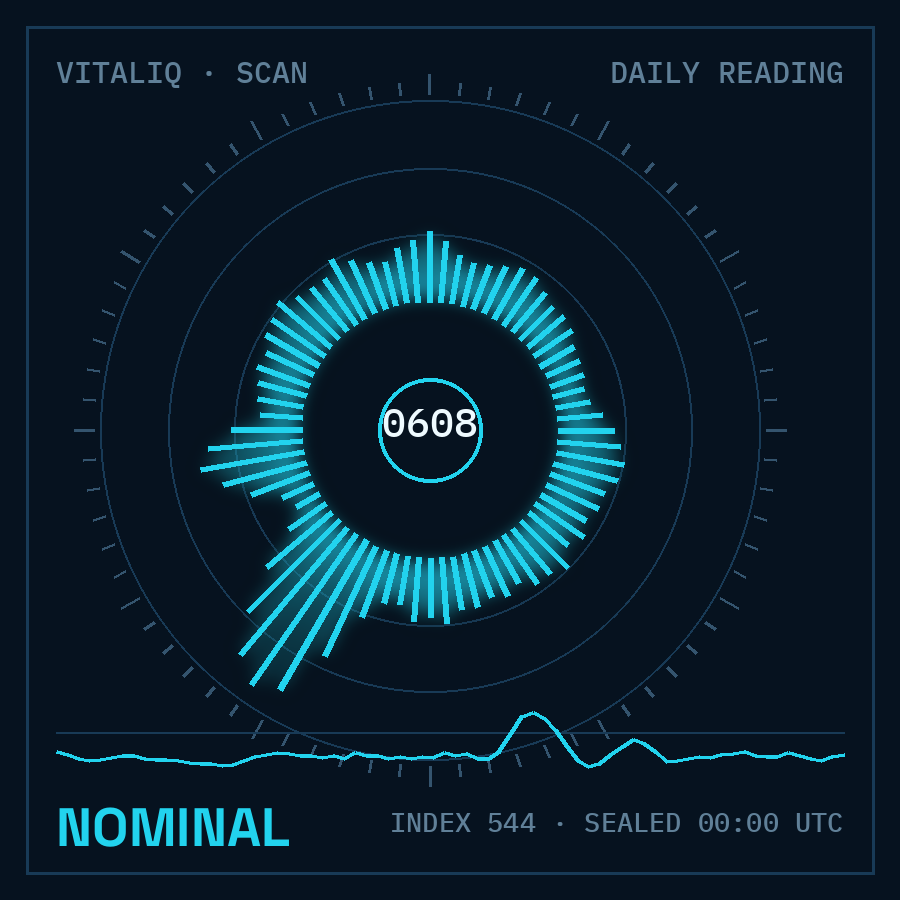 VITALIQ · SCAN
DAILY READING
0608
NOMINAL
INDEX 544 · SEALED 00:00 UTC